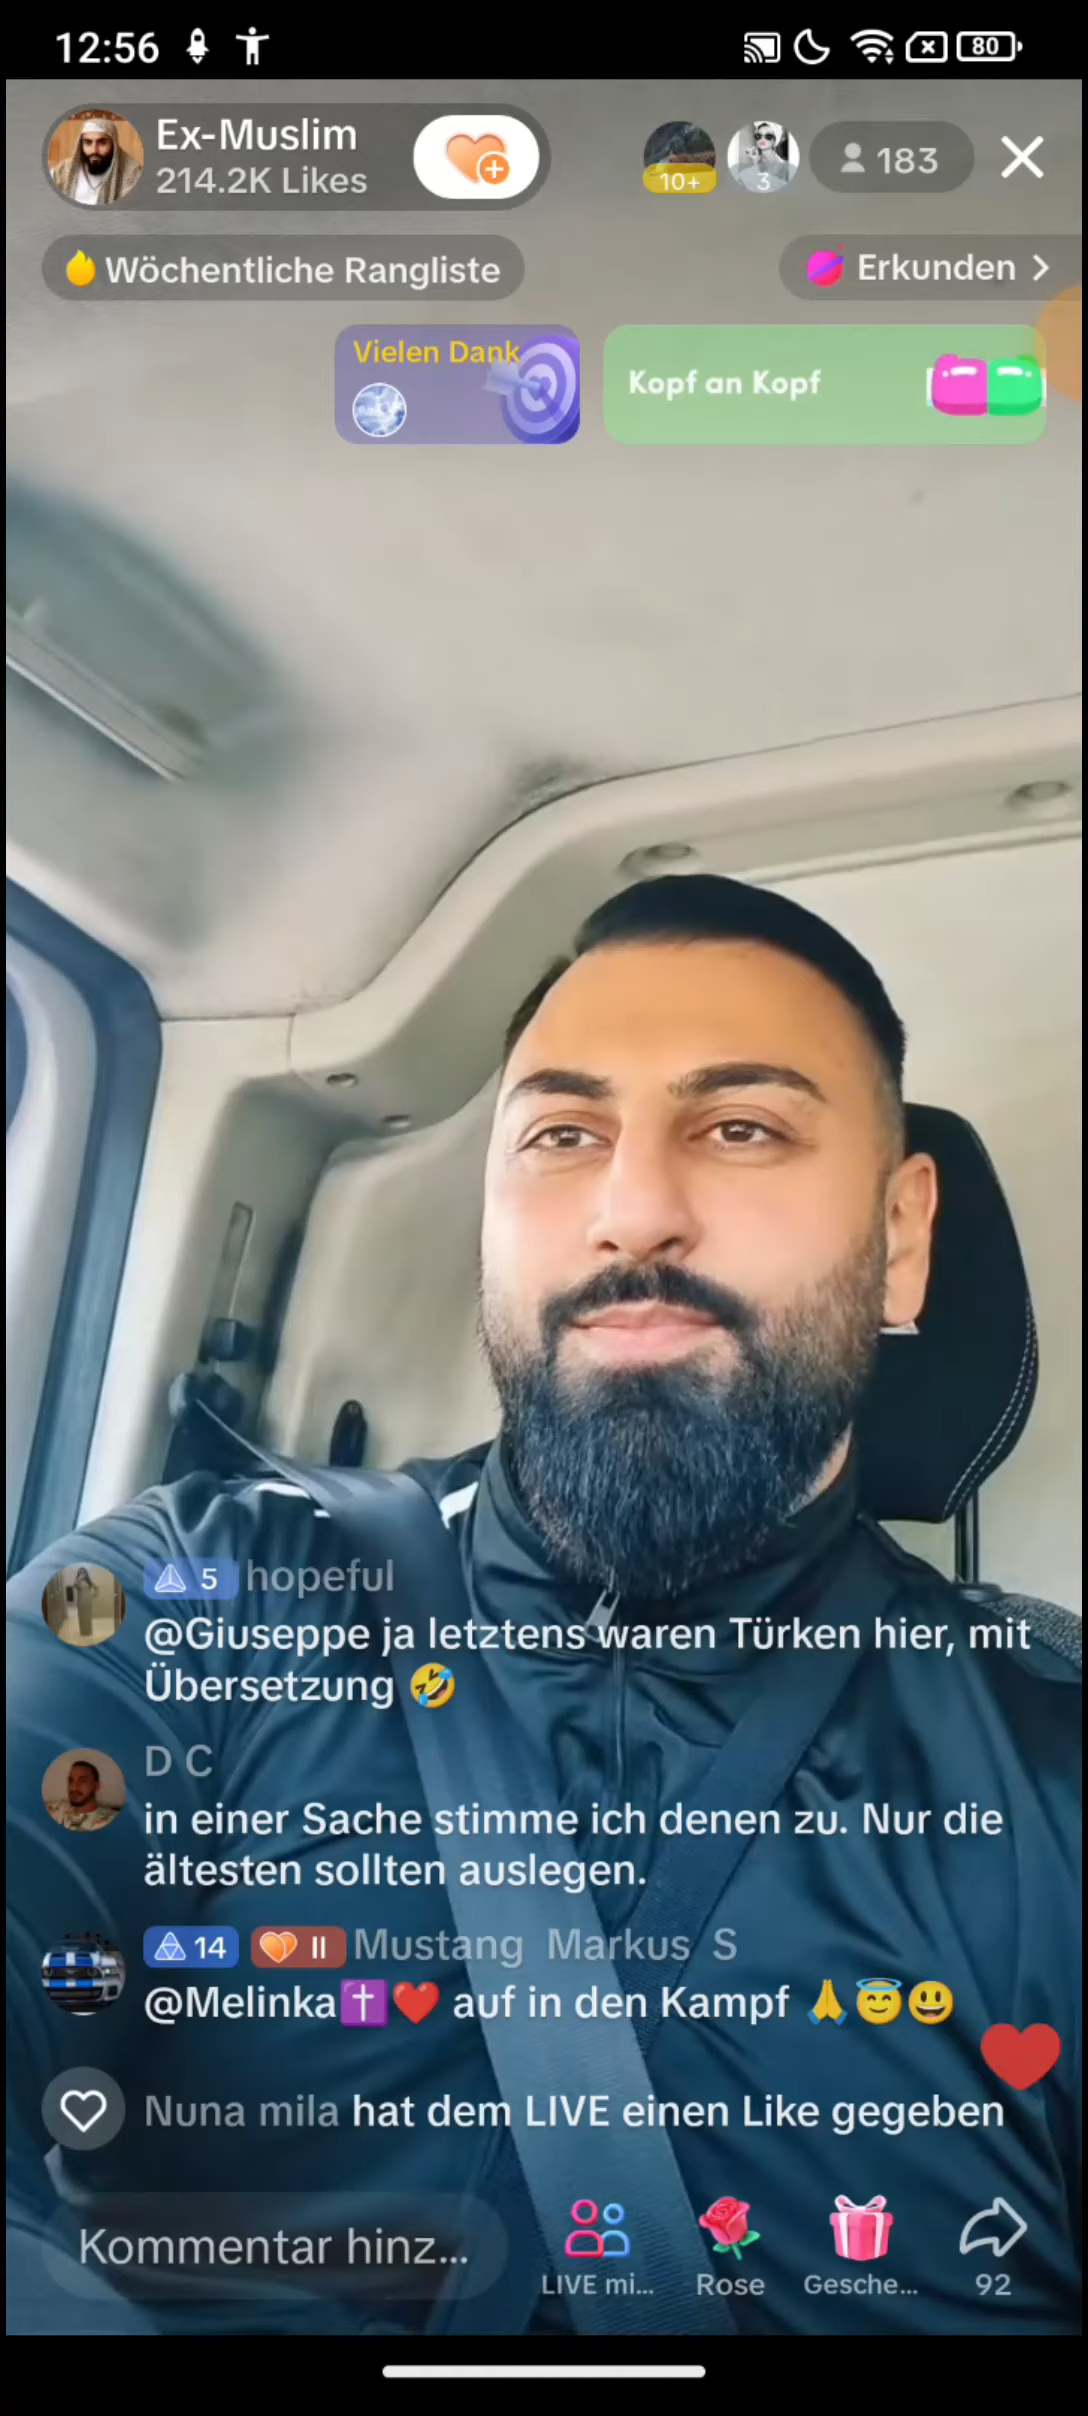 12:56
80
Ex-Muslim
214.2K Likes
10+
3
183
Wöchentliche Rangliste
Erkunden >
Vielen Dank
Kopf an Kopf
5 hopeful
@Giuseppe ja letztens waren Türken hier, mit
Übersetzung 🤣
D C
in einer Sache stimme ich denen zu. Nur die
ältesten sollten auslegen.
14 II Mustang Markus S
@Melinka✝️❤️ auf in den Kampf 🙏😇😃
Nuna mila hat dem LIVE einen Like gegeben
Kommentar hinz...
LIVE mi...
Rose
Gesche...
92